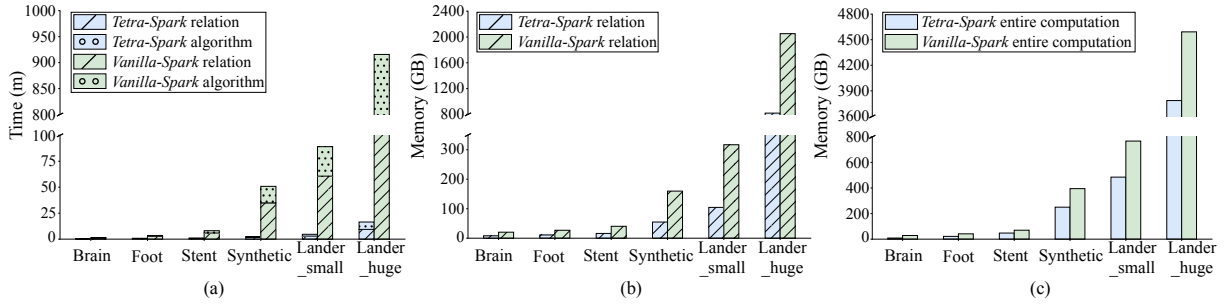 Time (m)
1000
950
900
850
800
100
75
50
25
0
Tetra-Spark relation
Tetra-Spark algorithm
Vanilla-Spark relation
Vanilla-Spark algorithm
Brain
Foot
Stent
Synthetic
Lander
_small
Lander
_huge
(a)
Memory (GB)
2400
2000
1600
1200
800
300
200
100
0
Tetra-Spark relation
Vanilla-Spark relation
Brain
Foot
Stent
Synthetic
Lander
_small
Lander
_huge
(b)
Memory (GB)
4800
4200
3600
3000
800
600
400
200
0
Tetra-Spark entire computation
Vanilla-Spark entire computation
Brain
Foot
Stent
Synthetic
Lander
_small
Lander
_huge
(c)